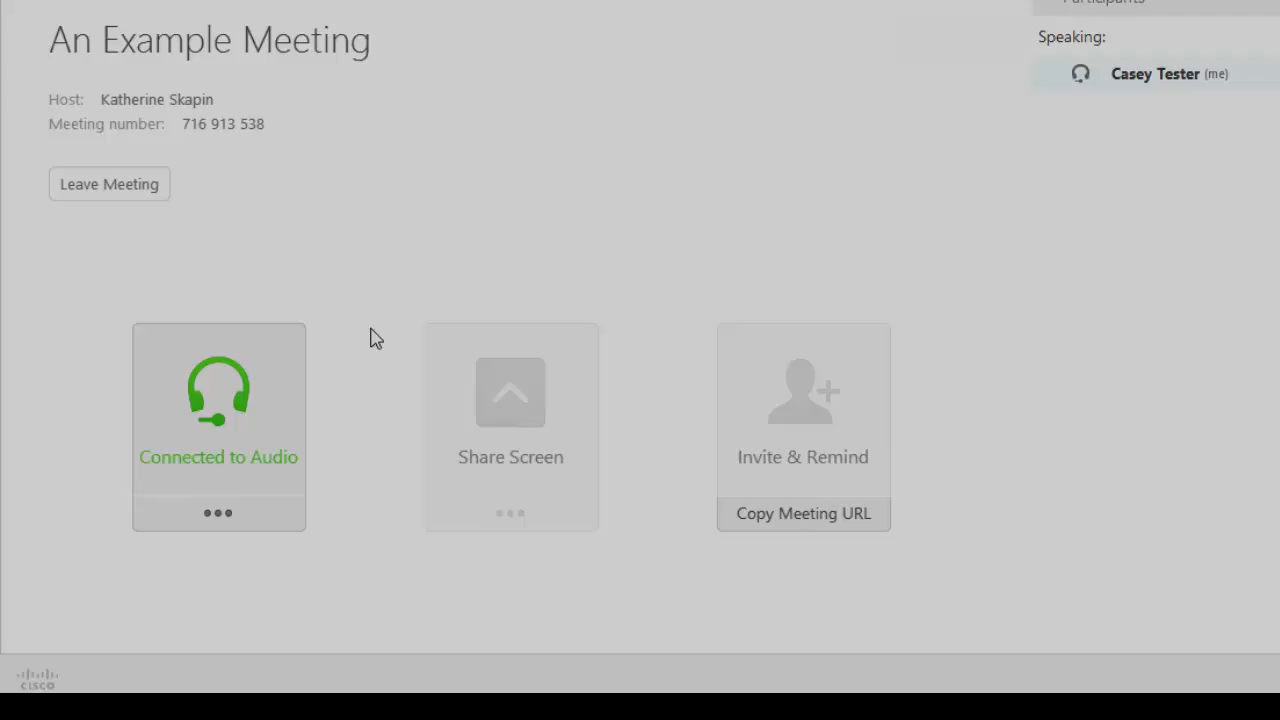 Participants
An Example Meeting
Speaking:
Casey Tester (me)
Host: Katherine Skapin
Meeting number: 716 913 538
Leave Meeting
Connected to Audio
Share Screen
Invite & Remind
Copy Meeting URL
CISCO